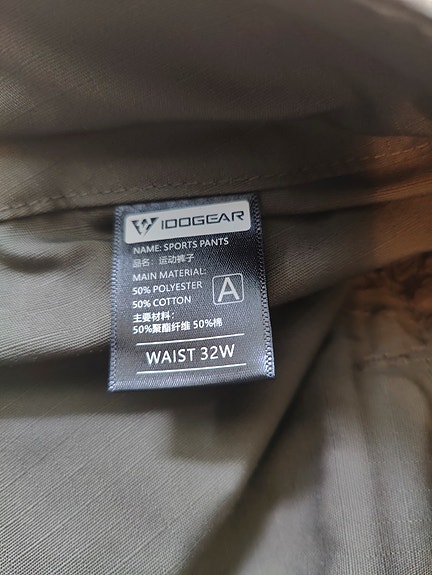 IDOGEAR
NAME: SPORTS PANTS
品名: 运动裤子
MAIN MATERIAL:
50% POLYESTER
50% COTTON
A
主要材料:
50%聚酯纤维 50%棉
WAIST 32W